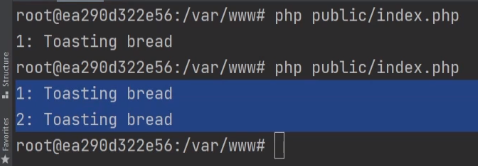 root@ea290d322e56:/var/www# php public/index.php
1: Toasting bread
root@ea290d322e56:/var/www# php public/index.php
1: Toasting bread
2: Toasting bread
root@ea290d322e56:/var/www#
Structure
Favorites